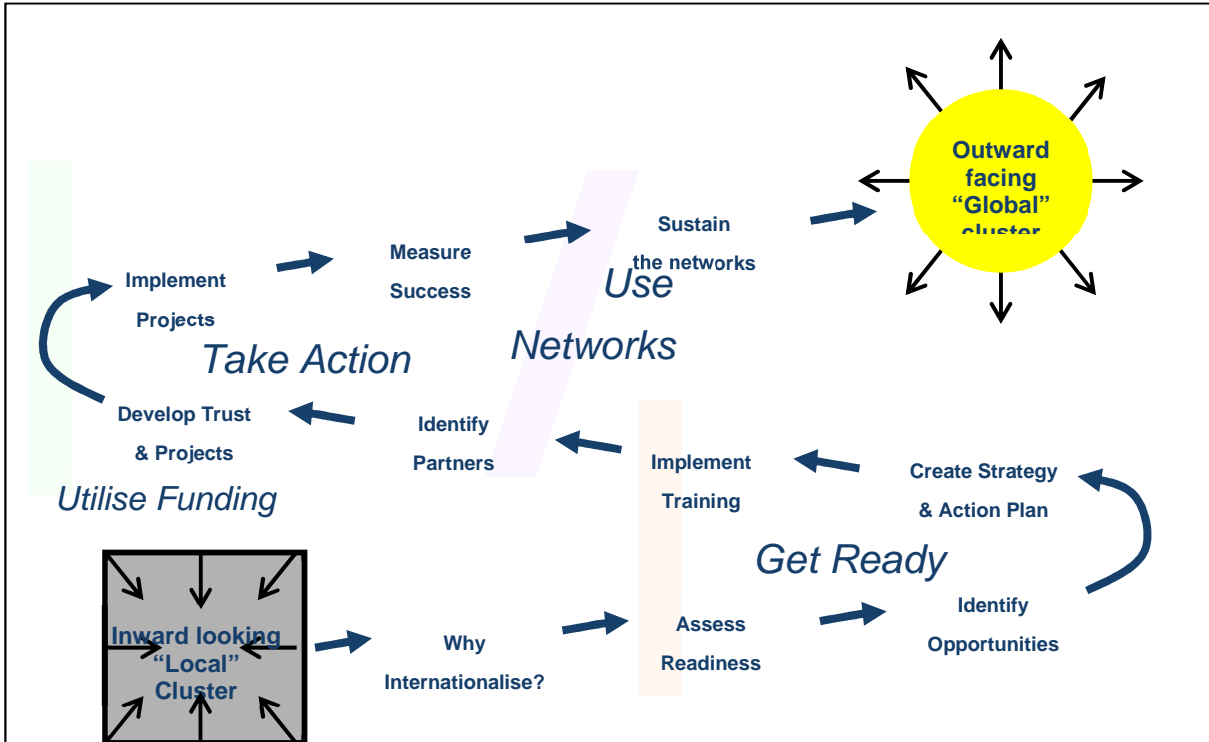 Outward
facing
“Global”
cluster
Sustain
the networks
Measure
Success
Implement
Projects
Use
Networks
Take Action
Develop Trust
& Projects
Identify
Partners
Implement
Training
Create Strategy
& Action Plan
Utilise Funding
Get Ready
Inward looking
“Local”
Cluster
Why
Internationalise?
Assess
Readiness
Identify
Opportunities